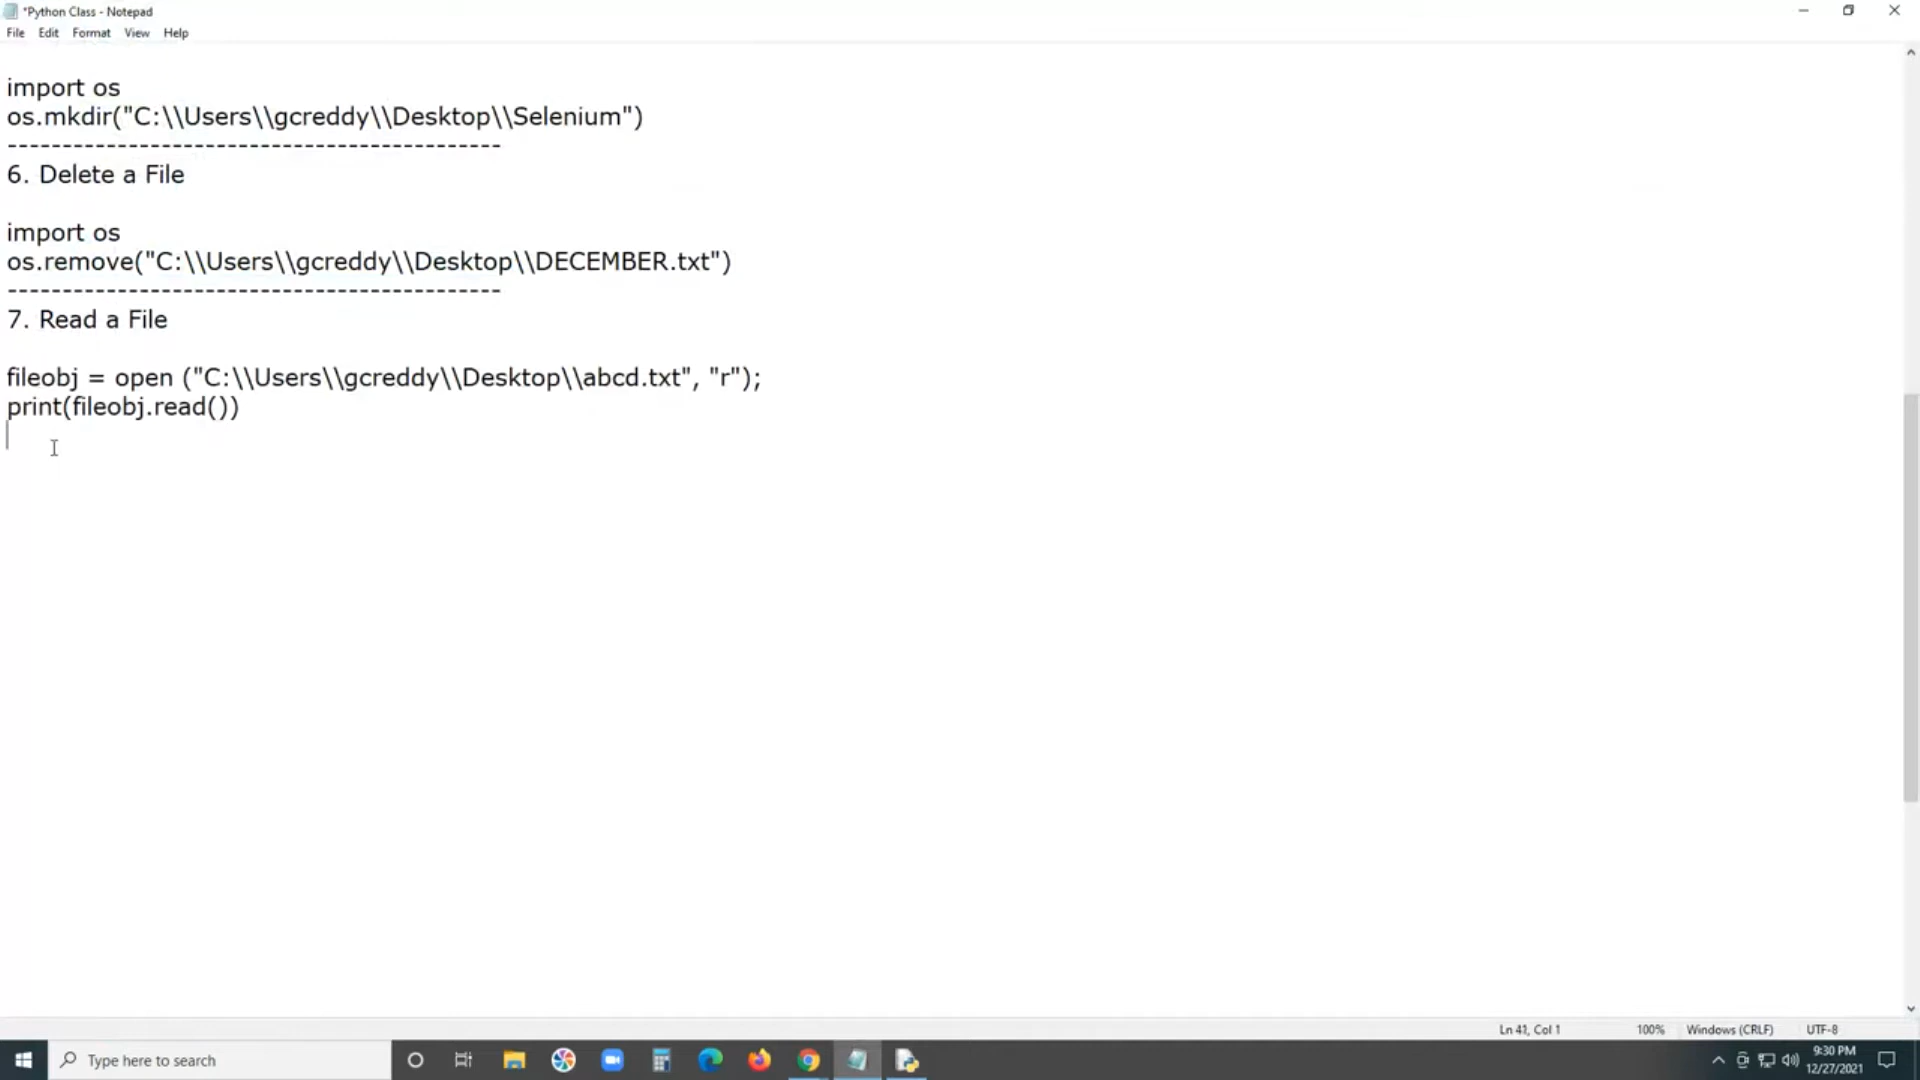 *Python Class - Notepad
File Edit Format View Help
import os
os.mkdir("C:\\Users\\gcreddy\\Desktop\\Selenium")
---------------------------------------------
6. Delete a File
import os
os.remove("C:\\Users\\gcreddy\\Desktop\\DECEMBER.txt")
---------------------------------------------
7. Read a File
fileobj = open ("C:\\Users\\gcreddy\\Desktop\\abcd.txt", "r");
print(fileobj.read())
Ln 41, Col 1 100% Windows (CRLF) UTF-8
Type here to search
9:30 PM
12/27/2021